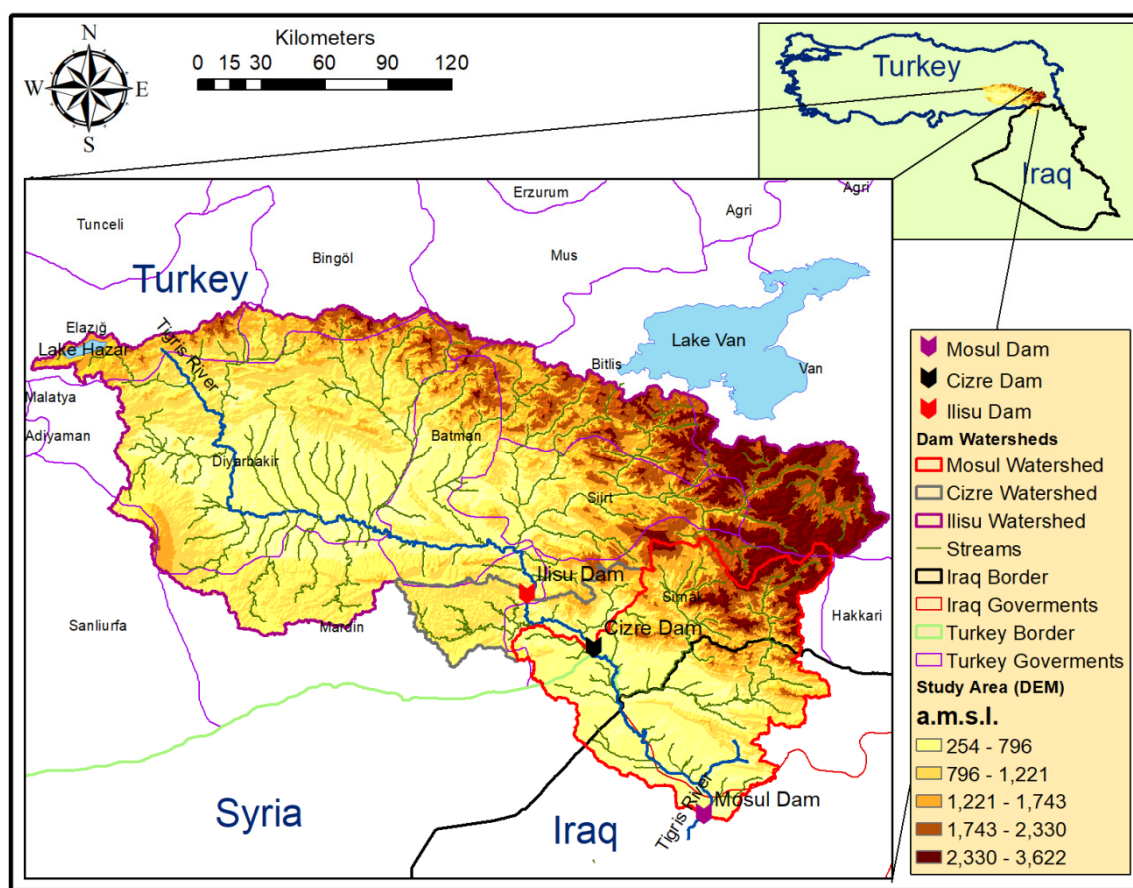 N
W E
S
Kilometers
0 15 30 60 90 120
Turkey
Iraq
Tunceli
Bingöl
Erzurum
Mus
Agri
Agri
Turkey
Elazığ
Lake Hazar
Tigris River
Malatya
Adiyaman
Diyarbakir
Batman
Bitlis
Lake Van
Van
Siirt
Ilisu Dam
Sirnak
Hakkari
Sanliurfa
Mardin
Cizre Dam
Syria
Iraq
Tigris River
Mosul Dam
Mosul Dam
Cizre Dam
Ilisu Dam
Dam Watersheds
Mosul Watershed
Cizre Watershed
Ilisu Watershed
Streams
Iraq Border
Iraq Goverments
Turkey Border
Turkey Goverments
Study Area (DEM)
a.m.s.l.
254 - 796
796 - 1,221
1,221 - 1,743
1,743 - 2,330
2,330 - 3,622